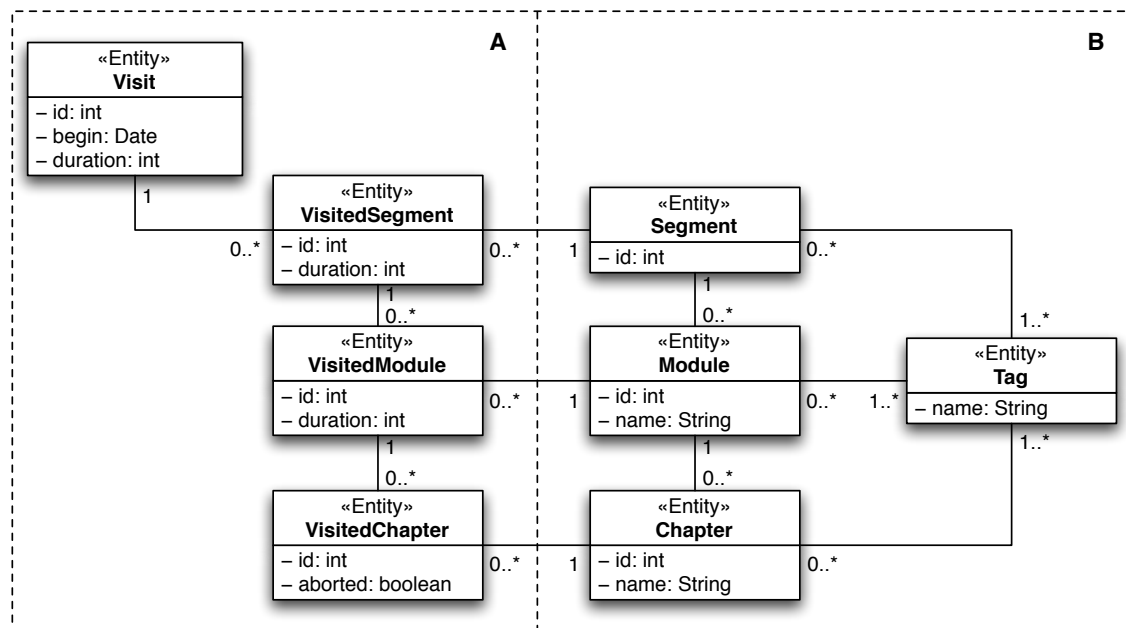 A
B
«Entity»
Visit
– id: int
– begin: Date
– duration: int
1
0..*
«Entity»
VisitedSegment
– id: int
– duration: int
0..*
1
«Entity»
Segment
– id: int
0..*
1..*
1
0..*
1
0..*
«Entity»
VisitedModule
– id: int
– duration: int
0..*
1
«Entity»
Module
– id: int
– name: String
0..*
1..*
«Entity»
Tag
– name: String
1..*
1
0..*
1
0..*
«Entity»
VisitedChapter
– id: int
– aborted: boolean
0..*
1
«Entity»
Chapter
– id: int
– name: String
0..*